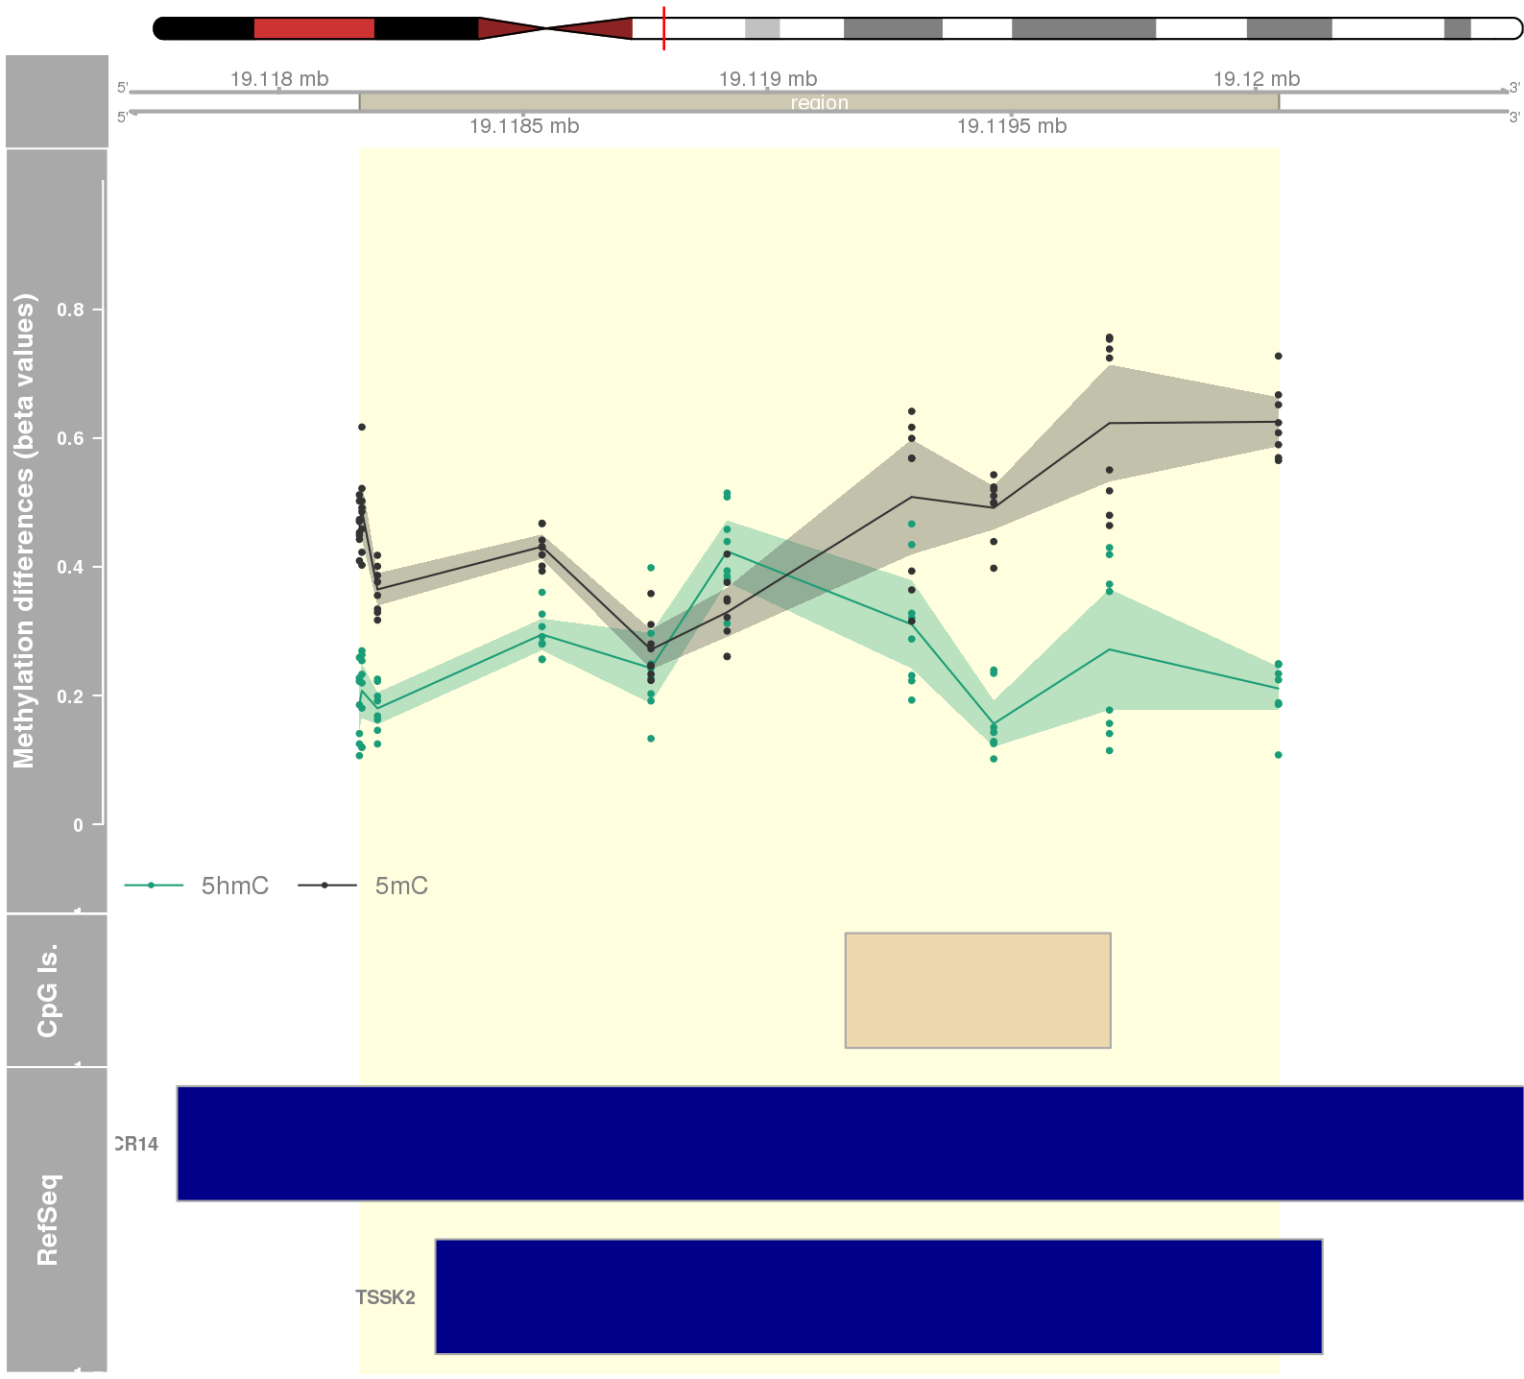 19.118 mb 19.119 mb 19.12 mb
5' 3'
region
5' 3'
19.1185 mb 19.1195 mb
Methylation differences (beta values)
0.8
0.6
0.4
0.2
0
5hmC 5mC
CpG Is.
RefSeq
CR14
TSSK2